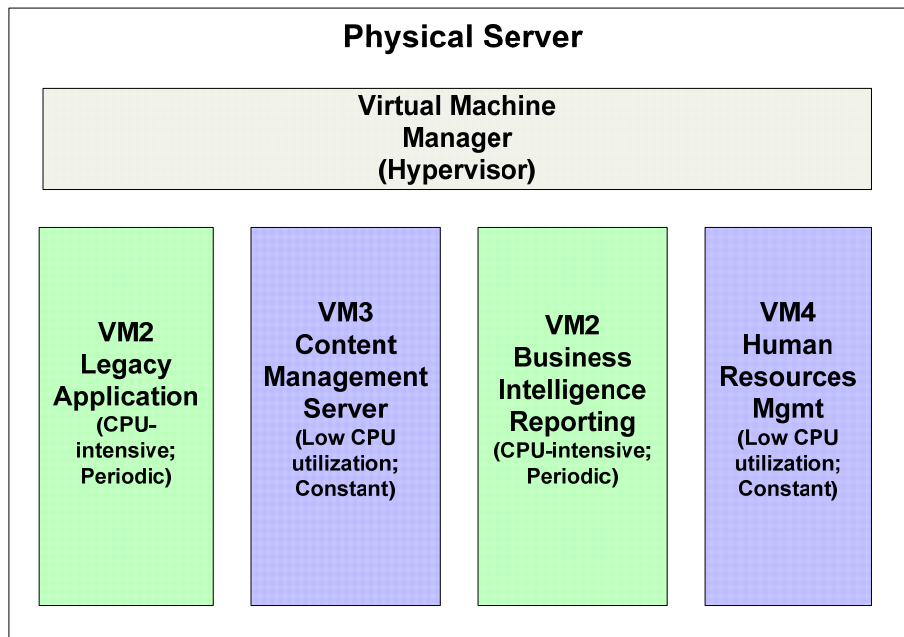 Physical Server
Virtual Machine
Manager
(Hypervisor)
VM2
Legacy
Application
(CPU-
intensive;
Periodic)
VM3
Content
Management
Server
(Low CPU
utilization;
Constant)
VM2
Business
Intelligence
Reporting
(CPU-intensive;
Periodic)
VM4
Human
Resources
Mgmt
(Low CPU
utilization;
Constant)